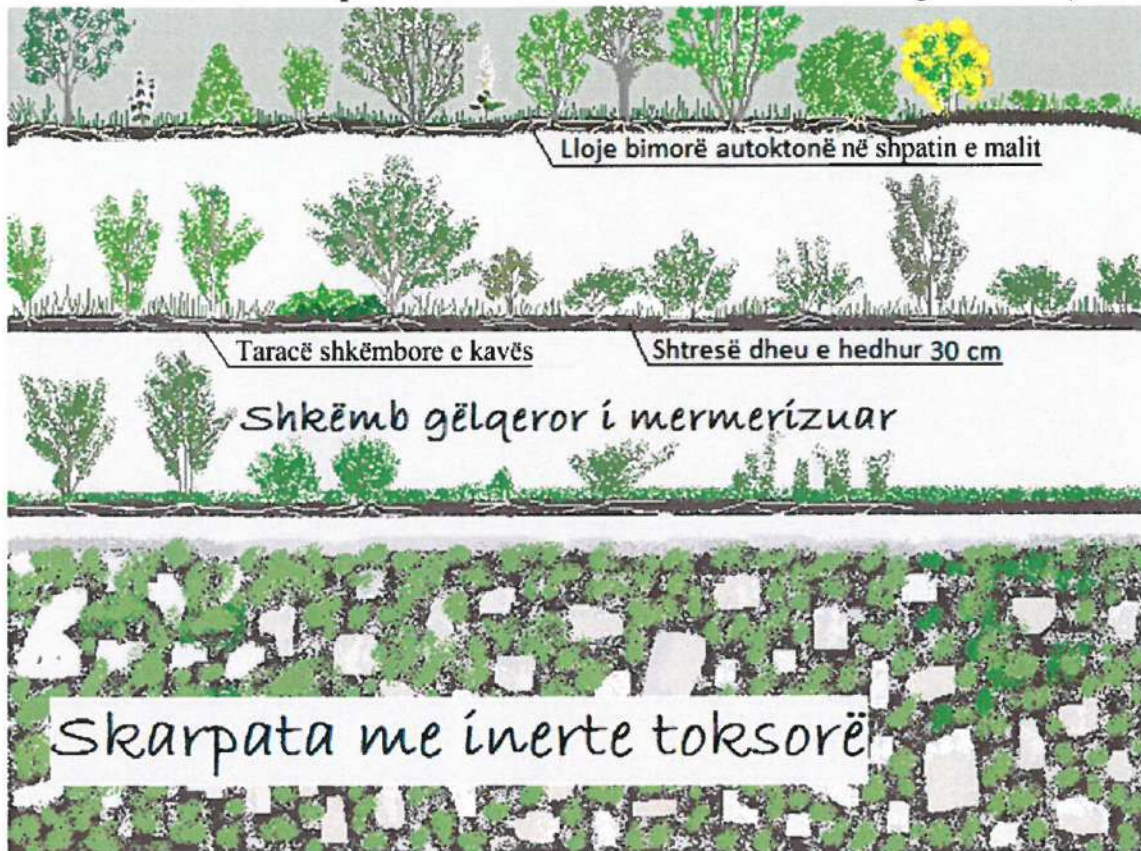 Lloje bimorë autoktonë në shpatin e malit
Taracë shkëmbore e kavës
Shtresë dheu e hedhur 30 cm
Shkëmb gëlqeror i mermerizuar
Skarpata me inerte toksorë